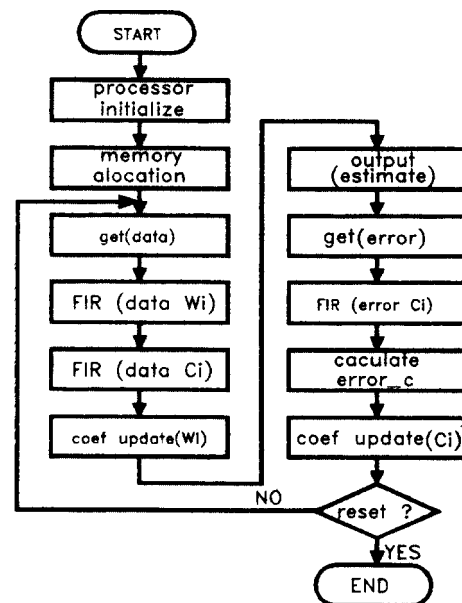 START
processor
initialize
memory
alocation
get(data)
FIR (data Wi)
FIR (data Ci)
coef update(Wi)
output
(estimate)
get(error)
FIR (error Ci)
caculate
error_c
coef update(Ci)
reset ?
NO
YES
END